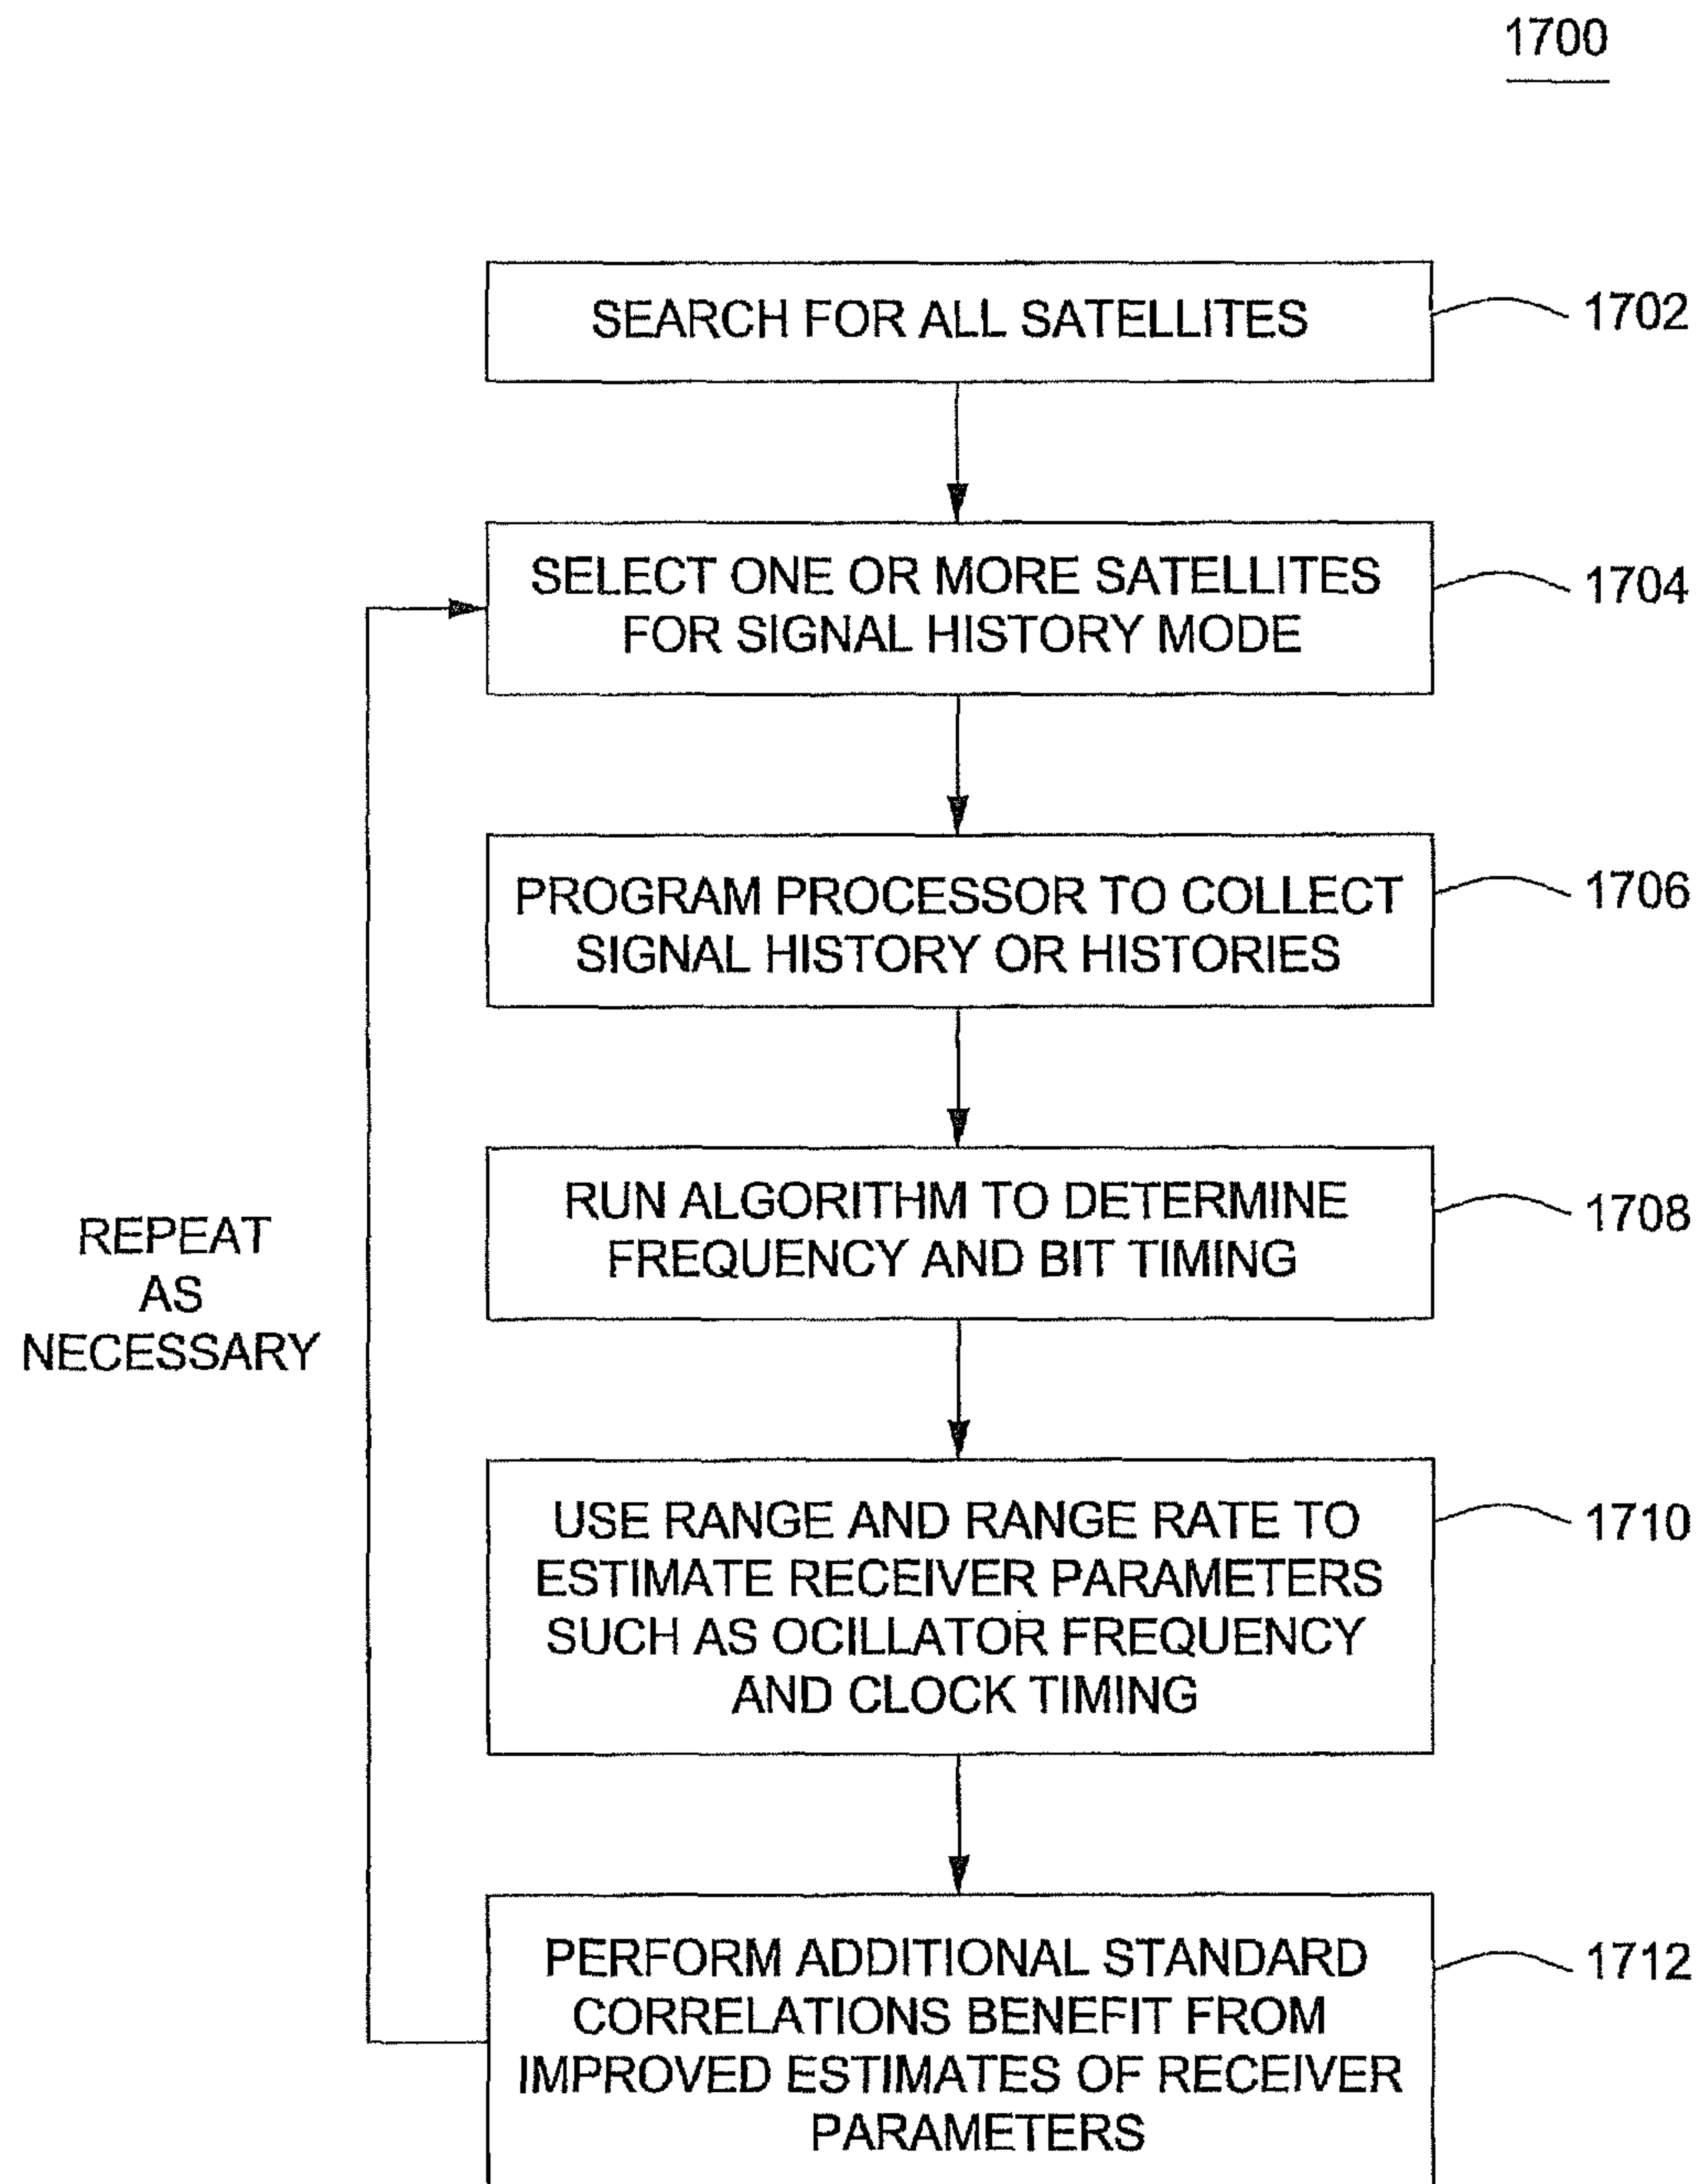 1700
SEARCH FOR ALL SATELLITES
1702
SELECT ONE OR MORE SATELLITES
FOR SIGNAL HISTORY MODE
1704
PROGRAM PROCESSOR TO COLLECT
SIGNAL HISTORY OR HISTORIES
1706
RUN ALGORITHM TO DETERMINE
FREQUENCY AND BIT TIMING
1708
REPEAT
AS
NECESSARY
USE RANGE AND RANGE RATE TO
ESTIMATE RECEIVER PARAMETERS
SUCH AS OCILLATOR FREQUENCY
AND CLOCK TIMING
1710
PERFORM ADDITIONAL STANDARD
CORRELATIONS BENEFIT FROM
IMPROVED ESTIMATES OF RECEIVER
PARAMETERS
1712